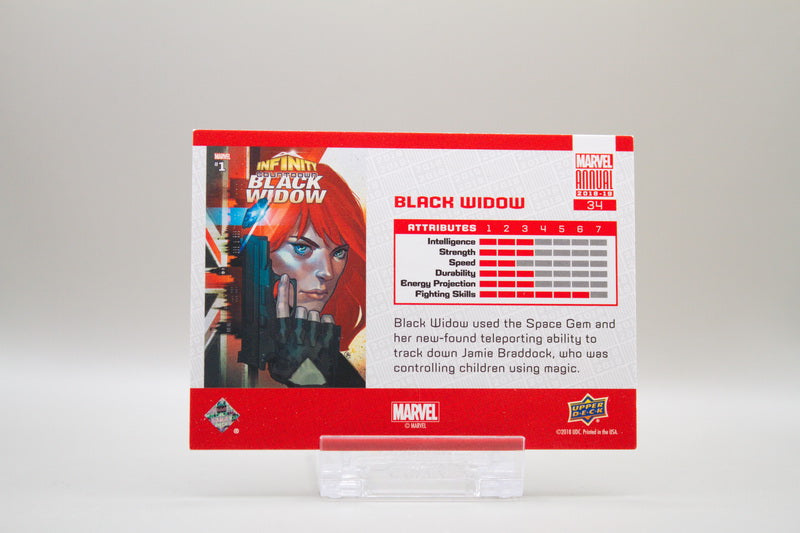 MARVEL
#1
INFINITY
COUNTDOWN
BLACK
WIDOW
MARVEL
ANNUAL
2018-19
34
BLACK WIDOW
ATTRIBUTES 1 2 3 4 5 6 7
Intelligence
Strength
Speed
Durability
Energy Projection
Fighting Skills
Black Widow used the Space Gem and
her new-found teleporting ability to
track down Jamie Braddock, who was
controlling children using magic.
®
MARVEL
© MARVEL
UPPER
DECK
©2018 UDC. Printed in the USA.